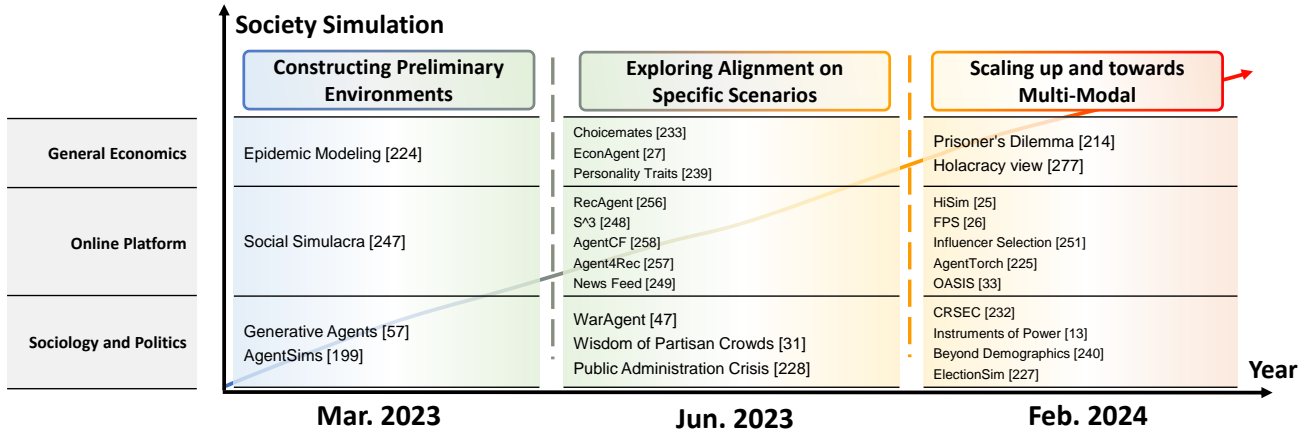 Society Simulation
Constructing Preliminary
Environments
Exploring Alignment on
Specific Scenarios
Scaling up and towards
Multi-Modal
General Economics
Epidemic Modeling [224]
Choicemates [233]
EconAgent [27]
Personality Traits [239]
Prisoner's Dilemma [214]
Holacracy view [277]
Online Platform
Social Simulacra [247]
RecAgent [256]
S^3 [248]
AgentCF [258]
Agent4Rec [257]
News Feed [249]
HiSim [25]
FPS [26]
Influencer Selection [251]
AgentTorch [225]
OASIS [33]
Sociology and Politics
Generative Agents [57]
AgentSims [199]
WarAgent [47]
Wisdom of Partisan Crowds [31]
Public Administration Crisis [228]
CRSEC [232]
Instruments of Power [13]
Beyond Demographics [240]
ElectionSim [227]
Year
Mar. 2023
Jun. 2023
Feb. 2024